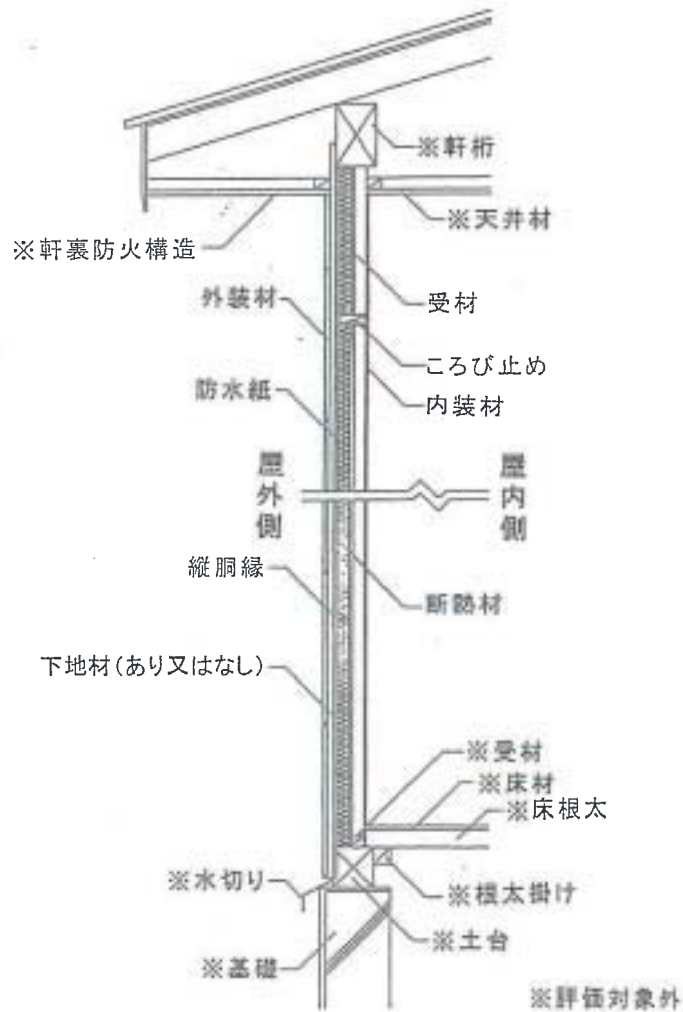 ※軒桁
※天井材
※軒裏防火構造
外装材
受材
ころび止め
防水紙
内装材
屋外側
屋内側
縦胴縁
断熱材
下地材(あり又はなし)
※受材
※床材
※床根太
※水切り
※根太掛け
※土台
※基礎
※評価対象外